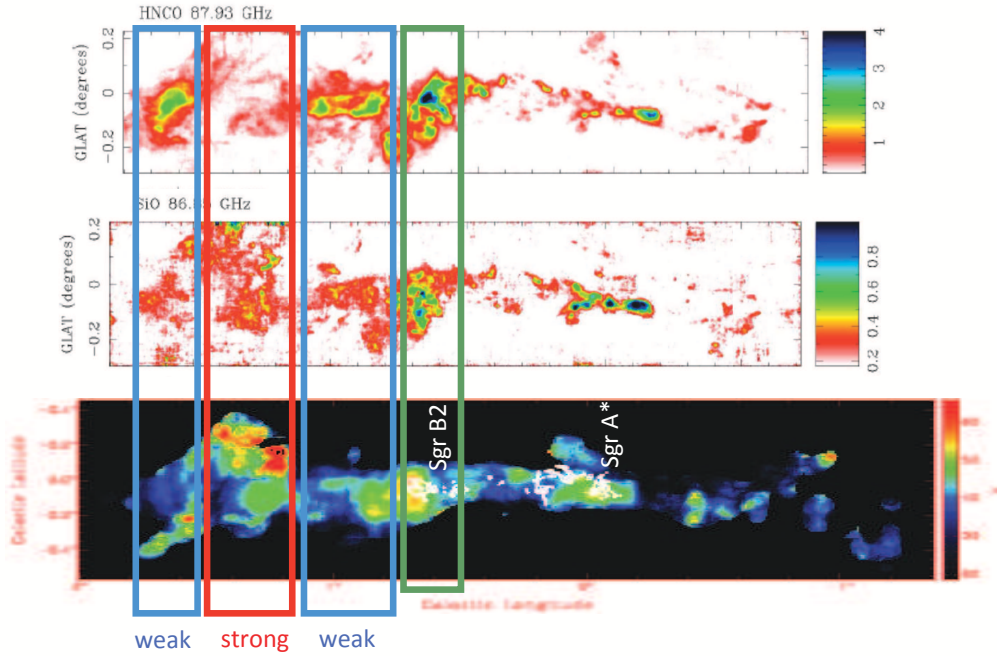 HNCO 87.93 GHz
GLAT (degrees)
0.2
0
−0.2
4
3
2
1
SiO 86.85 GHz
GLAT (degrees)
0.2
0
−0.2
0.8
0.6
0.4
0.2
Sgr B2
Sgr A*
Galactic Longitude
weak
strong
weak